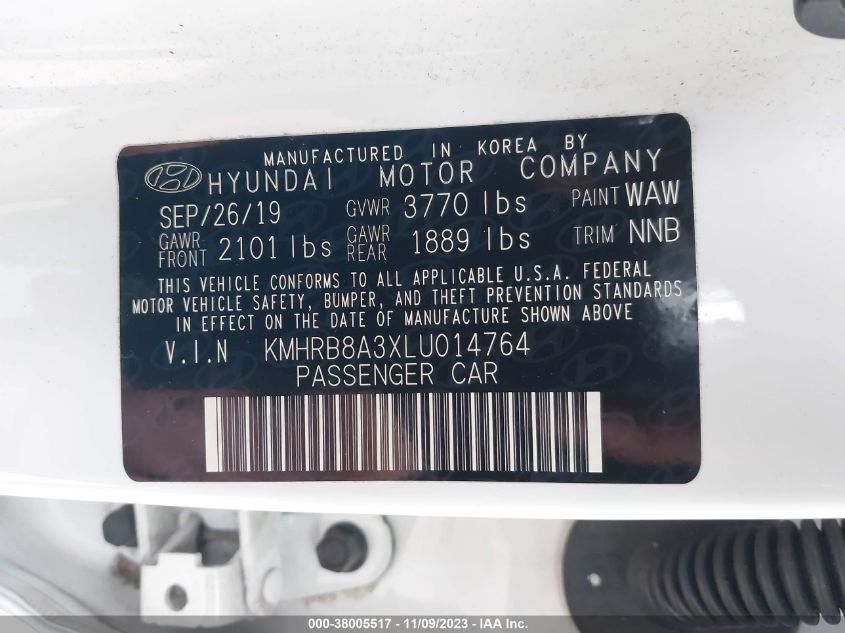 MANUFACTURED IN KOREA BY
HYUNDAI MOTOR COMPANY
SEP/26/19 GVWR 3770 lbs PAINT WAW
GAWR FRONT 2101 lbs GAWR REAR 1889 lbs TRIM NNB
THIS VEHICLE CONFORMS TO ALL APPLICABLE U.S.A. FEDERAL
MOTOR VEHICLE SAFETY, BUMPER, AND THEFT PREVENTION STANDARDS
IN EFFECT ON THE DATE OF MANUFACTURE SHOWN ABOVE
V.I.N KMHRB8A3XLU014764
PASSENGER CAR
000-38005517 - 11/09/2023 - IAA Inc.